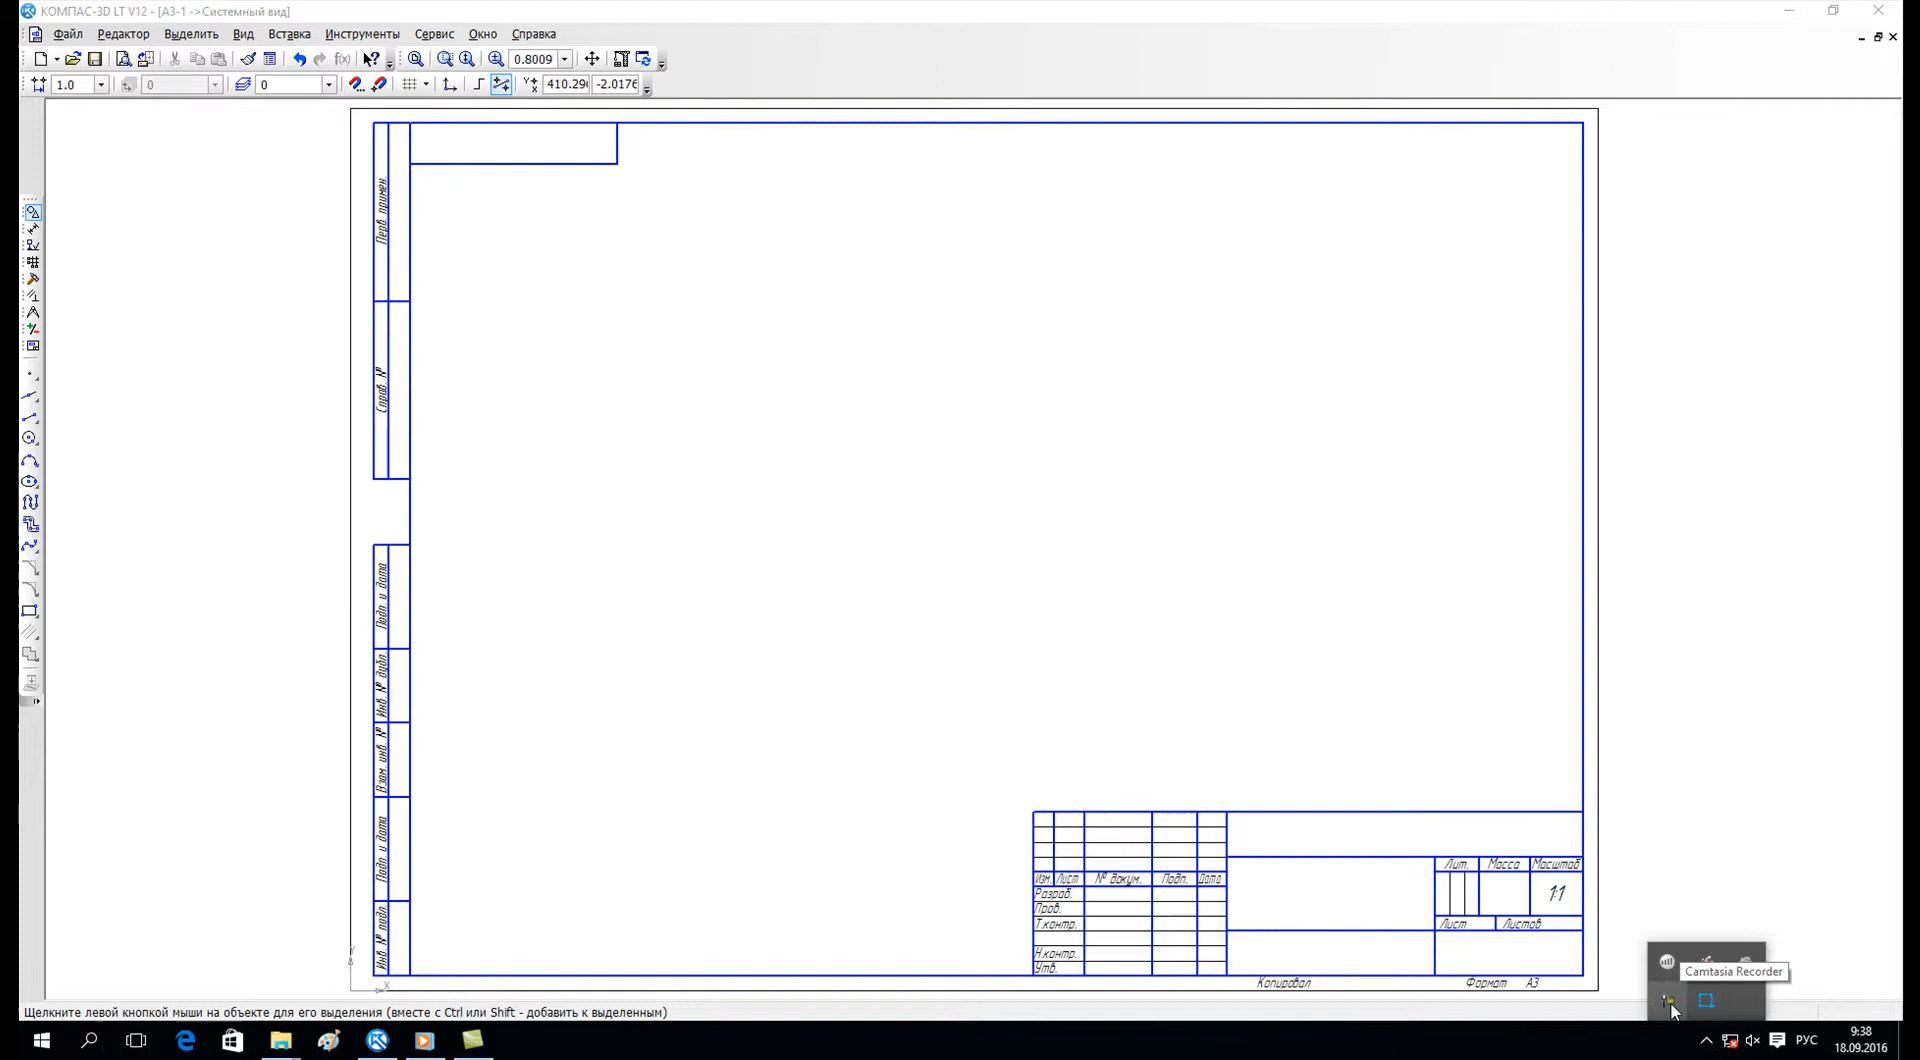 КОМПАС-3D LT V12 - [А3-1 ->Системный вид]
Файл Редактор Выделить Вид Вставка Инструменты Сервис Окно Справка
f(x) 0.8009
1.0 0 0 410.29 -2.0176
Перв. примен.
Справ. №
Подп. и дата
Инв. № дубл.
Взам. инв. №
Подп. и дата
Инв. № подл.
Лит. Масса Масштаб
Изм. Лист № докум. Подп. Дата
Разраб. 1:1
Пров.
Т.контр. Лист Листов
Н.контр.
Утв.
Копировал Формат А3
Y
X
Camtasia Recorder
Щелкните левой кнопкой мыши на объекте для его выделения (вместе с Ctrl или Shift - добавить к выделенным)
РУС
9:38
18.09.2016